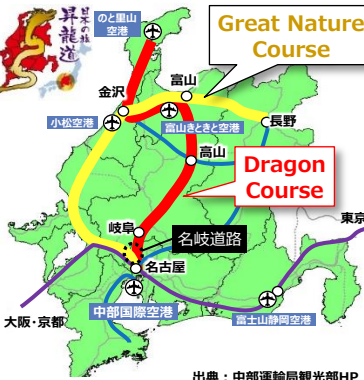 日本の旅
昇龍道
のと里山
空港
Great Nature
Course
金沢
富山
小松空港
富山きときと空港
長野
高山
Dragon
Course
岐阜
名岐道路
東京
名古屋
大阪・京都
中部国際空港
富士山静岡空港
出典：中部運輸局観光部HP